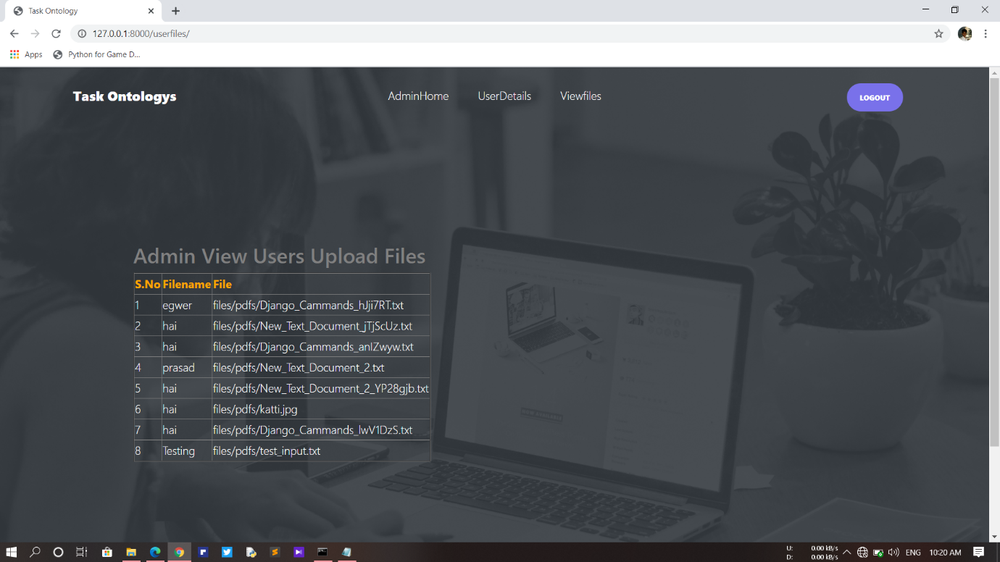 Task Ontology
127.0.0.1:8000/userfiles/
Apps Python for Game D...
Task Ontologys AdminHome UserDetails Viewfiles LOGOUT
Admin View Users Upload Files
S.No Filename File
1 egwer files/pdfs/Django_Cammands_hJji7RT.txt
2 hai files/pdfs/New_Text_Document_jTjScUz.txt
3 hai files/pdfs/Django_Cammands_anIZwyw.txt
4 prasad files/pdfs/New_Text_Document_2.txt
5 hai files/pdfs/New_Text_Document_2_YP28gjb.txt
6 hai files/pdfs/katti.jpg
7 hai files/pdfs/Django_Cammands_lwV1DzS.txt
8 Testing files/pdfs/test_input.txt
U: 0.00 kB/s
D: 0.00 kB/s
ENG 10:20 AM